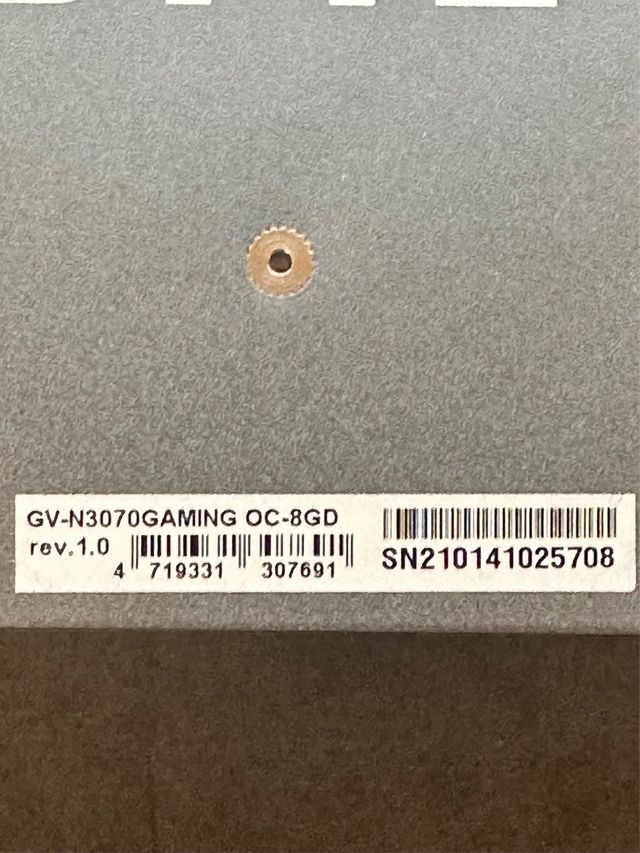 GV-N3070GAMING OC-8GD
rev.1.0
4 719331 307691
SN210141025708